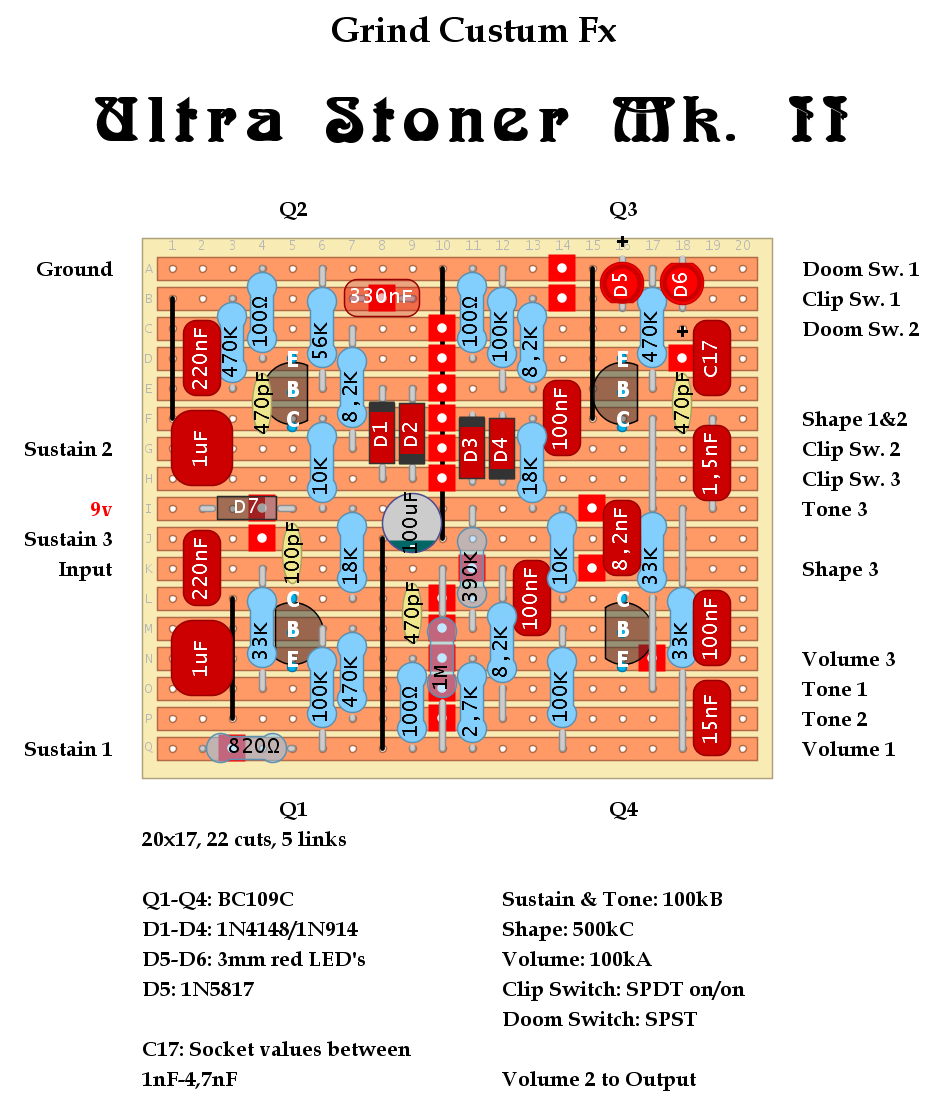 Grind Custum Fx
Ultra Stoner Mk. II
Q2 Q3
+
1 2 3 4 5 6 7 8 9 10 11 12 13 14 15 16 17 18 19 20
Ground A Doom Sw. 1
B Clip Sw. 1
C Doom Sw. 2
D
E
F Shape 1&2
Sustain 2 G Clip Sw. 2
H Clip Sw. 3
9v I Tone 3
Sustain 3 J
Input K Shape 3
L
M
N Volume 3
O Tone 1
P Tone 2
Sustain 1 Q Volume 1
330nF D5 D6
220nF 470K 100Ω 56K 100Ω 100K 8,2K 470K + C17
470pF E B C 8,2K E B C 470pF
1uF 10K D1 D2 D3 D4 18K 100nF 1,5nF
D7 100uF
220nF 100pF 18K 390K 10K 8,2nF 33K
33K C B E 470pF 100nF C B E 33K 100nF
1uF 100K 470K 100Ω 1M 2,7K 8,2K 100K 15nF
820Ω
Q1 Q4
20x17, 22 cuts, 5 links
Q1-Q4: BC109C
D1-D4: 1N4148/1N914
D5-D6: 3mm red LED's
D5: 1N5817
C17: Socket values between
1nF-4,7nF
Sustain & Tone: 100kB
Shape: 500kC
Volume: 100kA
Clip Switch: SPDT on/on
Doom Switch: SPST
Volume 2 to Output